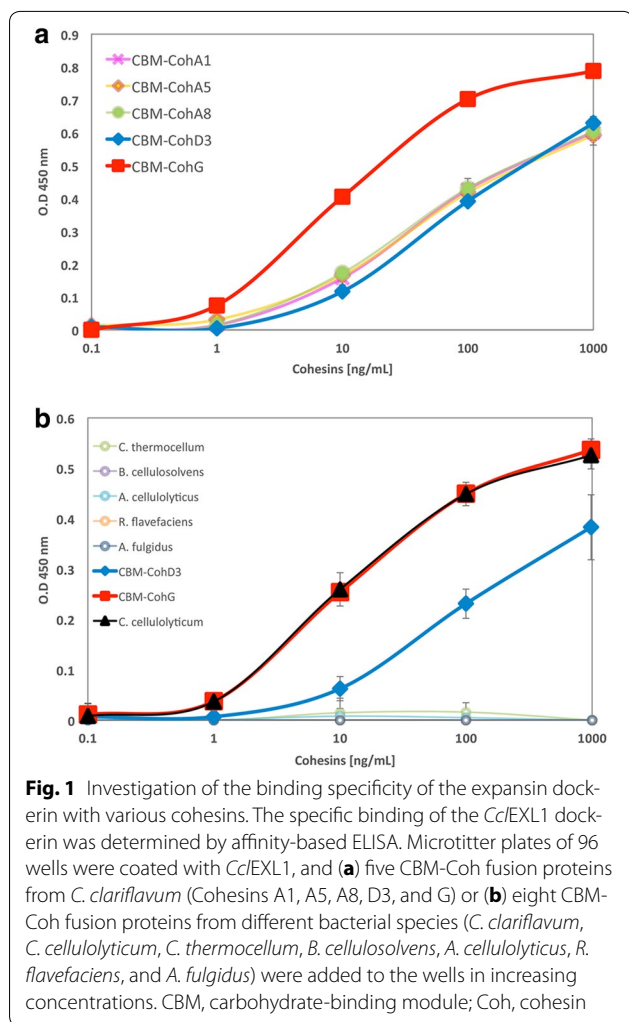 a
0.9
0.8
0.7
0.6
0.5
0.4
0.3
0.2
0.1
0
O.D 450 nm
CBM-CohA1
CBM-CohA5
CBM-CohA8
CBM-CohD3
CBM-CohG
0.1 1 10 100 1000
Cohesins [ng/mL]
b
0.6
0.5
0.4
0.3
0.2
0.1
0
O.D 450 nm
C. thermocellum
B. cellulosolvens
A. cellulolyticus
R. flavefaciens
A. fulgidus
CBM-CohD3
CBM-CohG
C. cellulolyticum
0.1 1 10 100 1000
Cohesins [ng/mL]
Fig. 1 Investigation of the binding specificity of the expansin dock-
erin with various cohesins. The specific binding of the CclEXL1 dock-
erin was determined by affinity-based ELISA. Microtitter plates of 96
wells were coated with CclEXL1, and (a) five CBM-Coh fusion proteins
from C. clariflavum (Cohesins A1, A5, A8, D3, and G) or (b) eight CBM-
Coh fusion proteins from different bacterial species (C. clariflavum,
C. cellulolyticum, C. thermocellum, B. cellulosolvens, A. cellulolyticus, R.
flavefaciens, and A. fulgidus) were added to the wells in increasing
concentrations. CBM, carbohydrate-binding module; Coh, cohesin